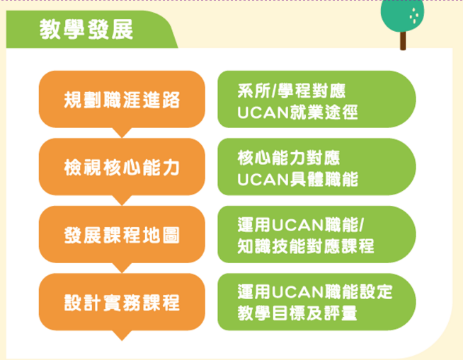 教學發展
規劃職涯進路
系所/學程對應
UCAN就業途徑
檢視核心能力
核心能力對應
UCAN具體職能
發展課程地圖
運用UCAN職能/
知識技能對應課程
設計實務課程
運用UCAN職能設定
教學目標及評量